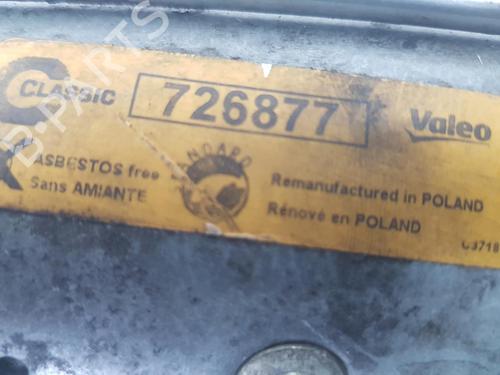 CLASSIC
726877
Valeo
ASBESTOS free
Sans AMIANTE
Remanufactured in POLAND
Rénové en POLAND